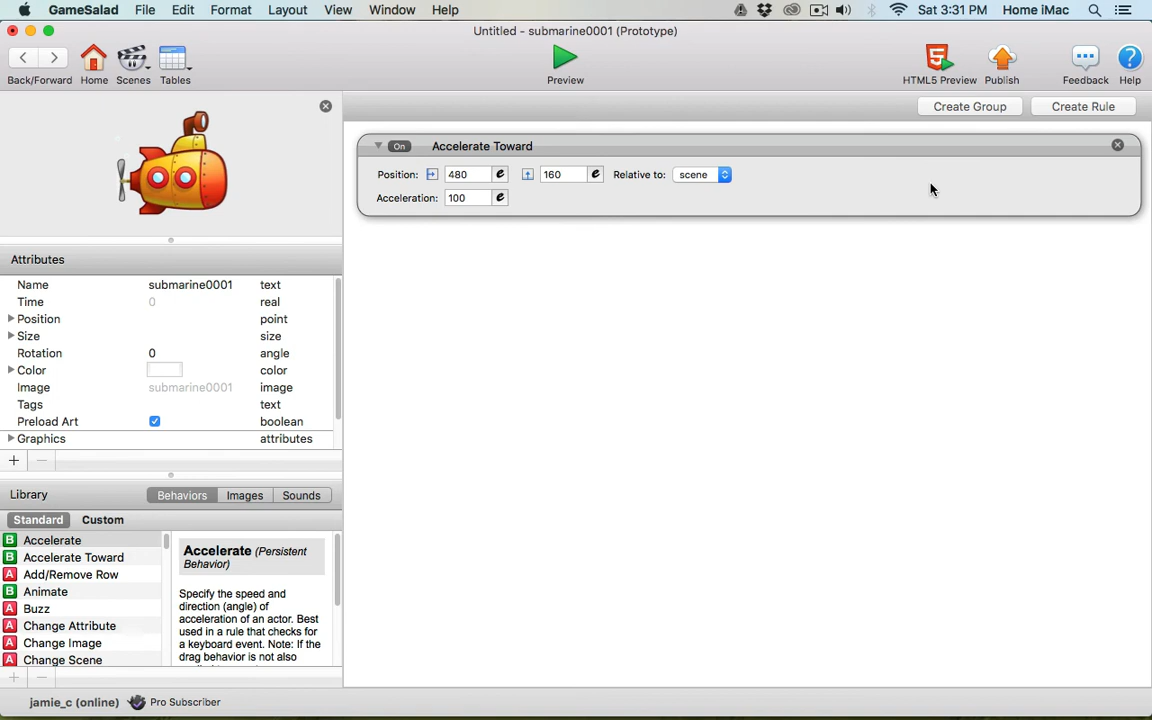 GameSalad File Edit Format Layout View Window Help Sat 3:31 PM Home iMac
Untitled - submarine0001 (Prototype)
Back/Forward Home Scenes Tables Preview HTML5 Preview Publish Feedback Help
Create Group Create Rule
On Accelerate Toward
Position: 480 e 160 e Relative to: scene
Acceleration: 100 e
Attributes
Name submarine0001 text
Time 0 real
Position point
Size size
Rotation 0 angle
Color color
Image submarine0001 image
Tags text
Preload Art boolean
Graphics attributes
+ −
Library Behaviors Images Sounds
Standard Custom
B Accelerate
B Accelerate Toward
A Add/Remove Row
B Animate
A Buzz
A Change Attribute
A Change Image
A Change Scene
Accelerate (Persistent
Behavior)
Specify the speed and
direction (angle) of
acceleration of an actor. Best
used in a rule that checks for
a keyboard event. Note: If the
drag behavior is not also
+ −
jamie_c (online) Pro Subscriber